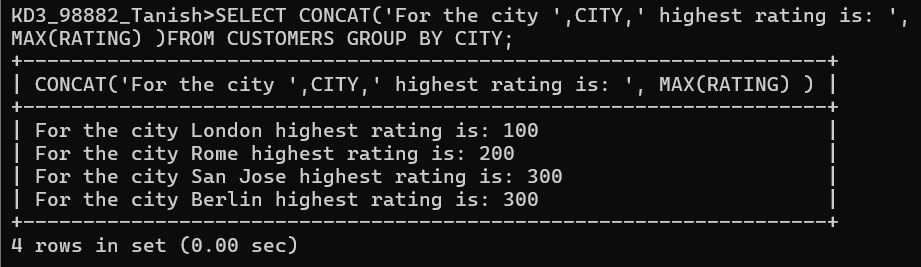 KD3_98882_Tanish>SELECT CONCAT('For the city ',CITY,' highest rating is: ',
MAX(RATING) )FROM CUSTOMERS GROUP BY CITY;
+--------------------------------------------------------------------+
| CONCAT('For the city ',CITY,' highest rating is: ', MAX(RATING) ) |
+--------------------------------------------------------------------+
| For the city London highest rating is: 100 |
| For the city Rome highest rating is: 200 |
| For the city San Jose highest rating is: 300 |
| For the city Berlin highest rating is: 300 |
+--------------------------------------------------------------------+
4 rows in set (0.00 sec)